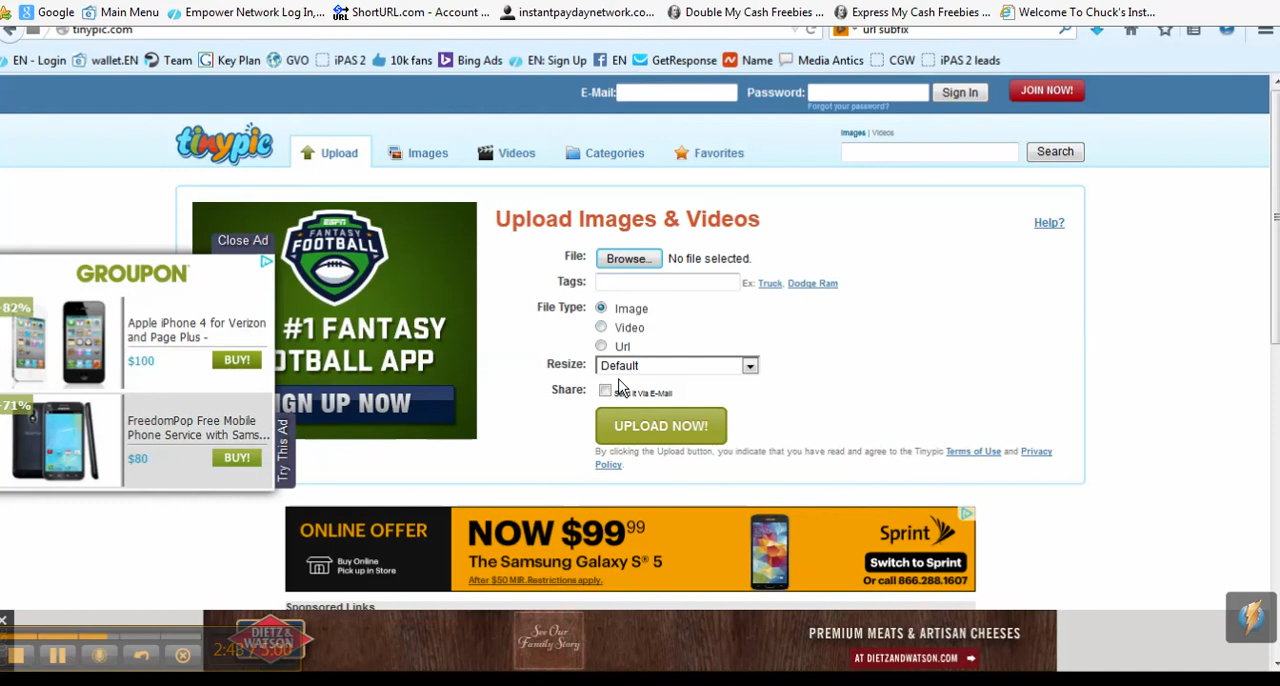 Google Main Menu Empower Network Log In,... ShortURL.com - Account ... instantpaydaynetwork.co... Double My Cash Freebies ... Express My Cash Freebies ... Welcome To Chuck's Inst...
tinypic.com url subfix
EN - Login wallet.EN Team Key Plan GVO iPAS 2 10k fans Bing Ads EN: Sign Up EN GetResponse Name Media Antics CGW iPAS 2 leads
E-Mail: Password: Sign In JOIN NOW!
Forgot your password?
Images | Videos
tinypic Upload Images Videos Categories Favorites Search
Upload Images & Videos
Help?
File: Browse... No file selected.
Tags: Ex: Truck, Dodge Ram
File Type: Image
Video
Url
Resize: Default
Share: It Via E-Mail
UPLOAD NOW!
By clicking the Upload button, you indicate that you have read and agree to the Tinypic Terms of Use and Privacy
Policy.
ESPN
FANTASY
FOOTBALL
#1 FANTASY
OOTBALL APP
IGN UP NOW
Close Ad
GROUPON
-82%
Apple iPhone 4 for Verizon
and Page Plus -
$100 BUY!
-71%
FreedomPop Free Mobile
Phone Service with Sams...
$80 BUY!
Try This Ad
ONLINE OFFER
Buy Online
Pick up in Store
NOW $99 99
The Samsung Galaxy S® 5
After $50 MIR. Restrictions apply.
Sprint
Switch to Sprint
Or call 866.288.1607
Sponsored Links
DIETZ &
WATSON
See Our
Family Story
PREMIUM MEATS & ARTISAN CHEESES
AT DIETZANDWATSON.COM